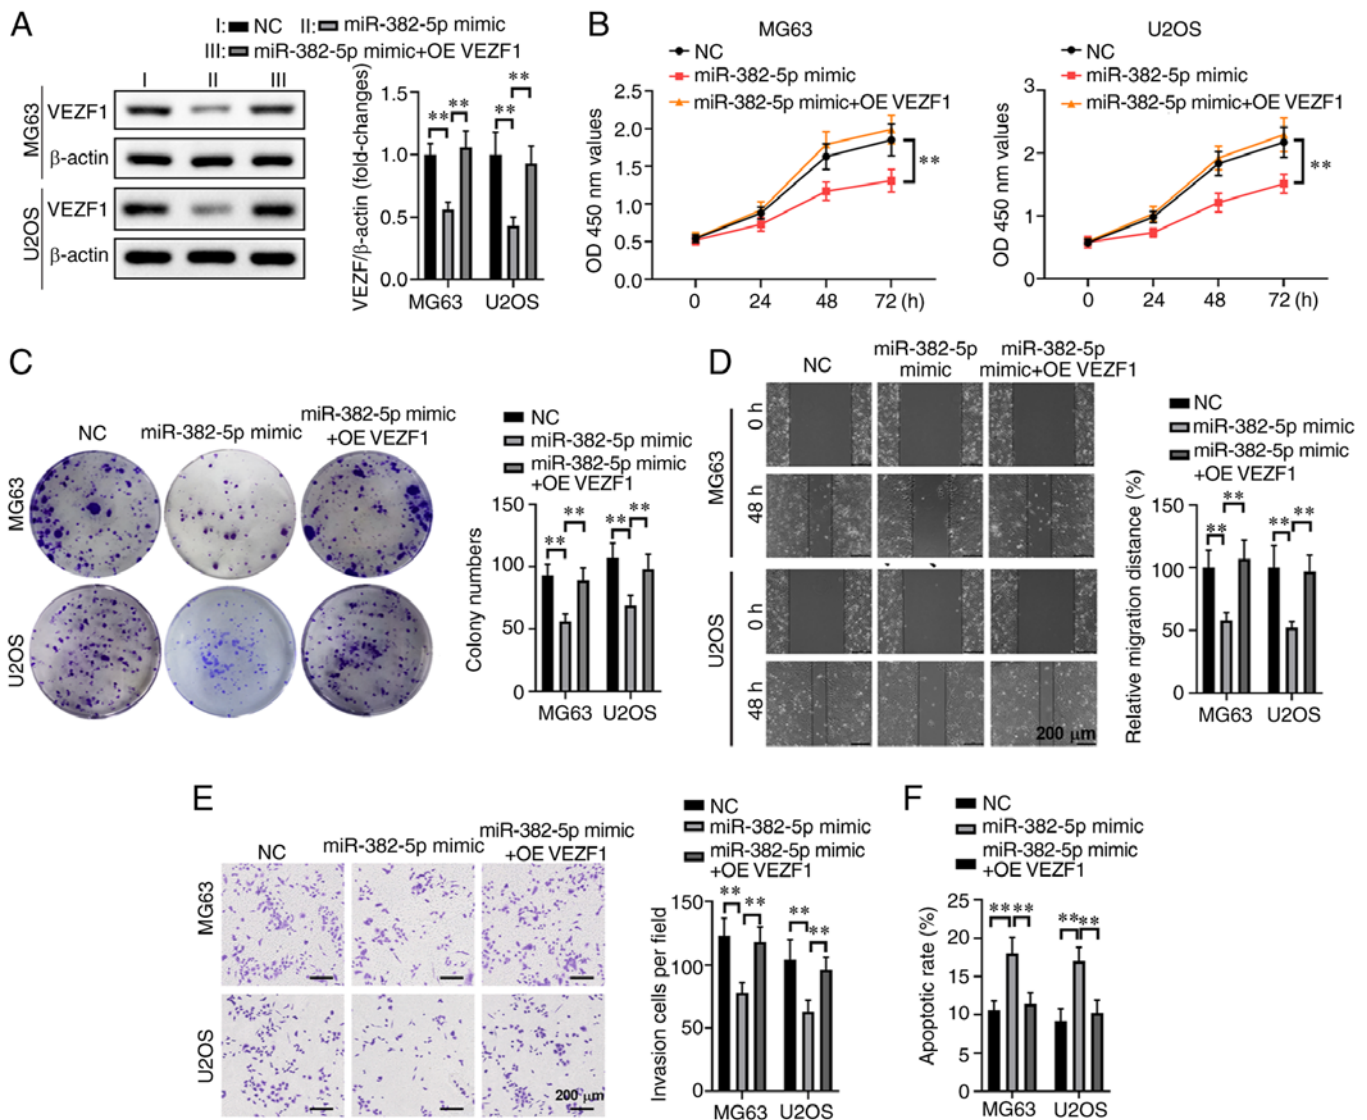 A
I: NC II: miR-382-5p mimic
III: miR-382-5p mimic+OE VEZF1
I II III
MG63
VEZF1
β-actin
U2OS
VEZF1
β-actin
VEZF/β-actin (fold-changes)
1.5
1.0
0.5
0.0
** ** ** **
MG63 U2OS
B
MG63
NC
miR-382-5p mimic
miR-382-5p mimic+OE VEZF1
OD 450 nm values
2.5
2.0
1.5
1.0
0.5
0.0
**
0 24 48 72 (h)
U2OS
NC
miR-382-5p mimic
miR-382-5p mimic+OE VEZF1
OD 450 nm values
3
2
1
0
**
0 24 48 72 (h)
C
NC
miR-382-5p mimic
miR-382-5p mimic
+OE VEZF1
MG63
U2OS
NC
miR-382-5p mimic
miR-382-5p mimic
+OE VEZF1
Colony numbers
150
100
50
0
** ** ** **
MG63 U2OS
D
NC
miR-382-5p
mimic
miR-382-5p
mimic+OE VEZF1
MG63
0 h
48 h
U2OS
0 h
48 h
200 μm
NC
miR-382-5p mimic
miR-382-5p mimic
+OE VEZF1
Relative migration distance (%)
150
100
50
0
** ** ** **
MG63 U2OS
E
NC
miR-382-5p mimic
miR-382-5p mimic
+OE VEZF1
MG63
U2OS
200 μm
NC
miR-382-5p mimic
miR-382-5p mimic
+OE VEZF1
Invasion cells per field
150
100
50
0
** ** ** **
MG63 U2OS
F
NC
miR-382-5p mimic
miR-382-5p mimic
+OE VEZF1
Apoptotic rate (%)
25
20
15
10
5
0
** ** ** **
MG63 U2OS